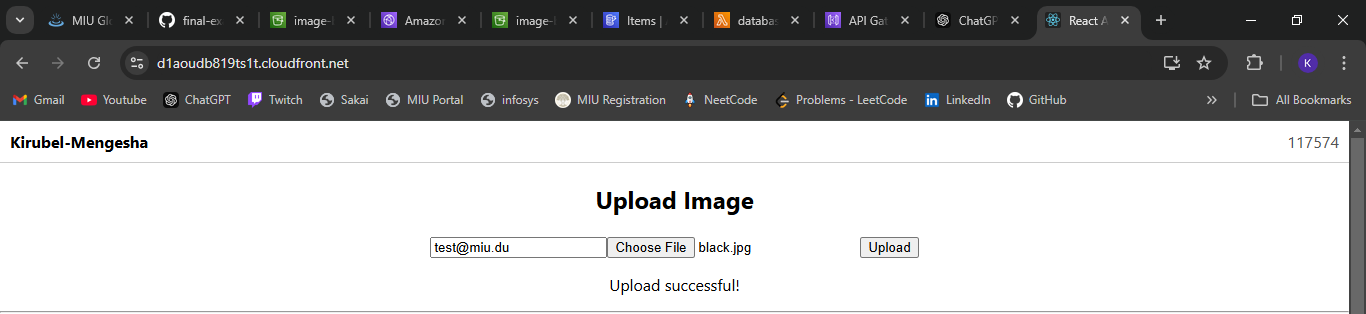 MIU Glo
final-ex
image-b
Amazor
image-b
Items |
databas
API Gat
ChatGP
React A
d1aoudb819ts1t.cloudfront.net
K
Gmail
Youtube
ChatGPT
Twitch
Sakai
MIU Portal
infosys
MIU Registration
NeetCode
Problems - LeetCode
LinkedIn
GitHub
All Bookmarks
Kirubel-Mengesha
117574
Upload Image
test@miu.du
Choose File
black.jpg
Upload
Upload successful!